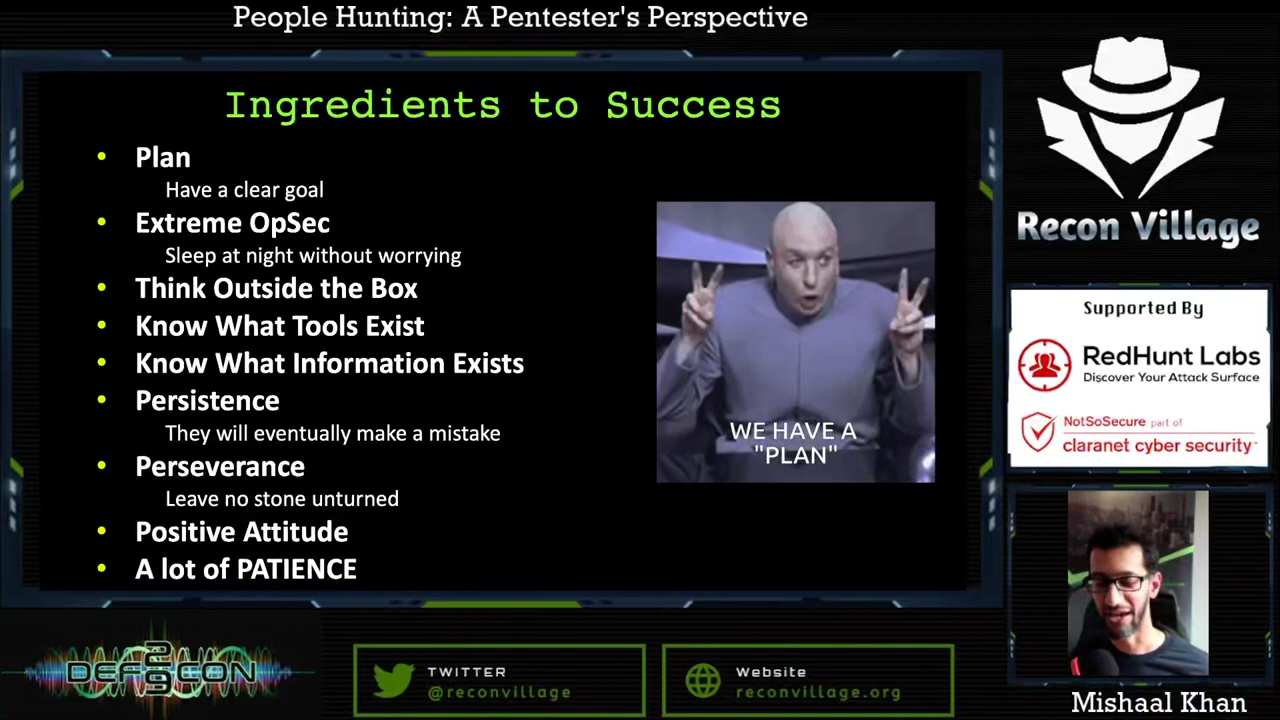 People Hunting: A Pentester's Perspective
Ingredients to Success
• Plan
Have a clear goal
• Extreme OpSec
Sleep at night without worrying
• Think Outside the Box
• Know What Tools Exist
• Know What Information Exists
• Persistence
They will eventually make a mistake
• Perseverance
Leave no stone unturned
• Positive Attitude
• A lot of PATIENCE
WE HAVE A
"PLAN"
Recon Village
Supported By
RedHunt Labs
Discover Your Attack Surface
NotSoSecure part of
claranet cyber security
DEF CON
29
TWITTER
@reconvillage
Website
reconvillage.org
Mishaal Khan